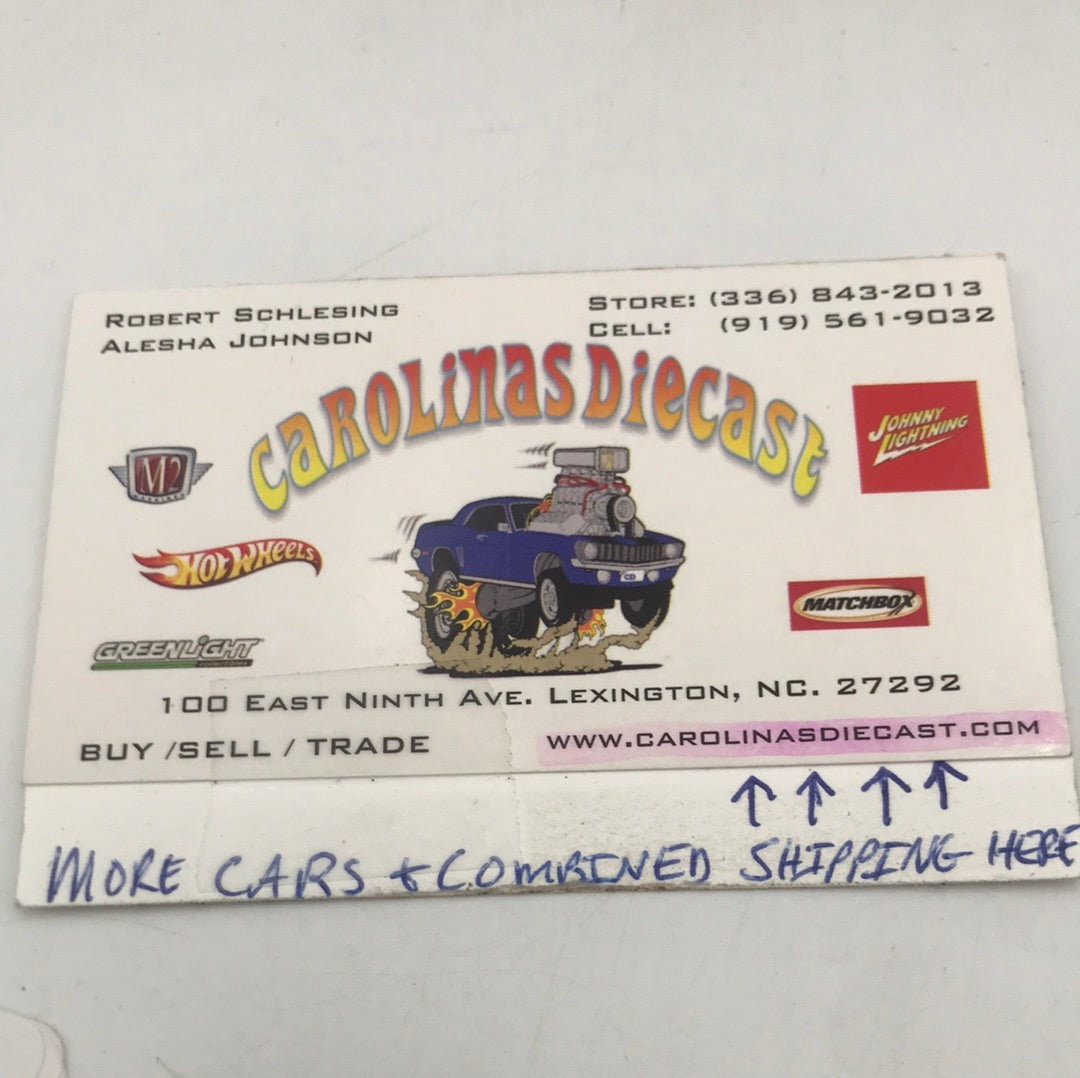 ROBERT SCHLESING
ALESHA JOHNSON
STORE: (336) 843-2013
CELL: (919) 561-9032
CAROLINAS DIECAST
M2
JOHNNY LIGHTNING
HOT WHEELS
MATCHBOX
GREENLIGHT
collectibles
CD
100 EAST NINTH AVE. LEXINGTON, NC. 27292
BUY /SELL / TRADE
WWW.CAROLINASDIECAST.COM
↑ ↑ ↑ ↑
MORE CARS + COMBINED SHIPPING HERE